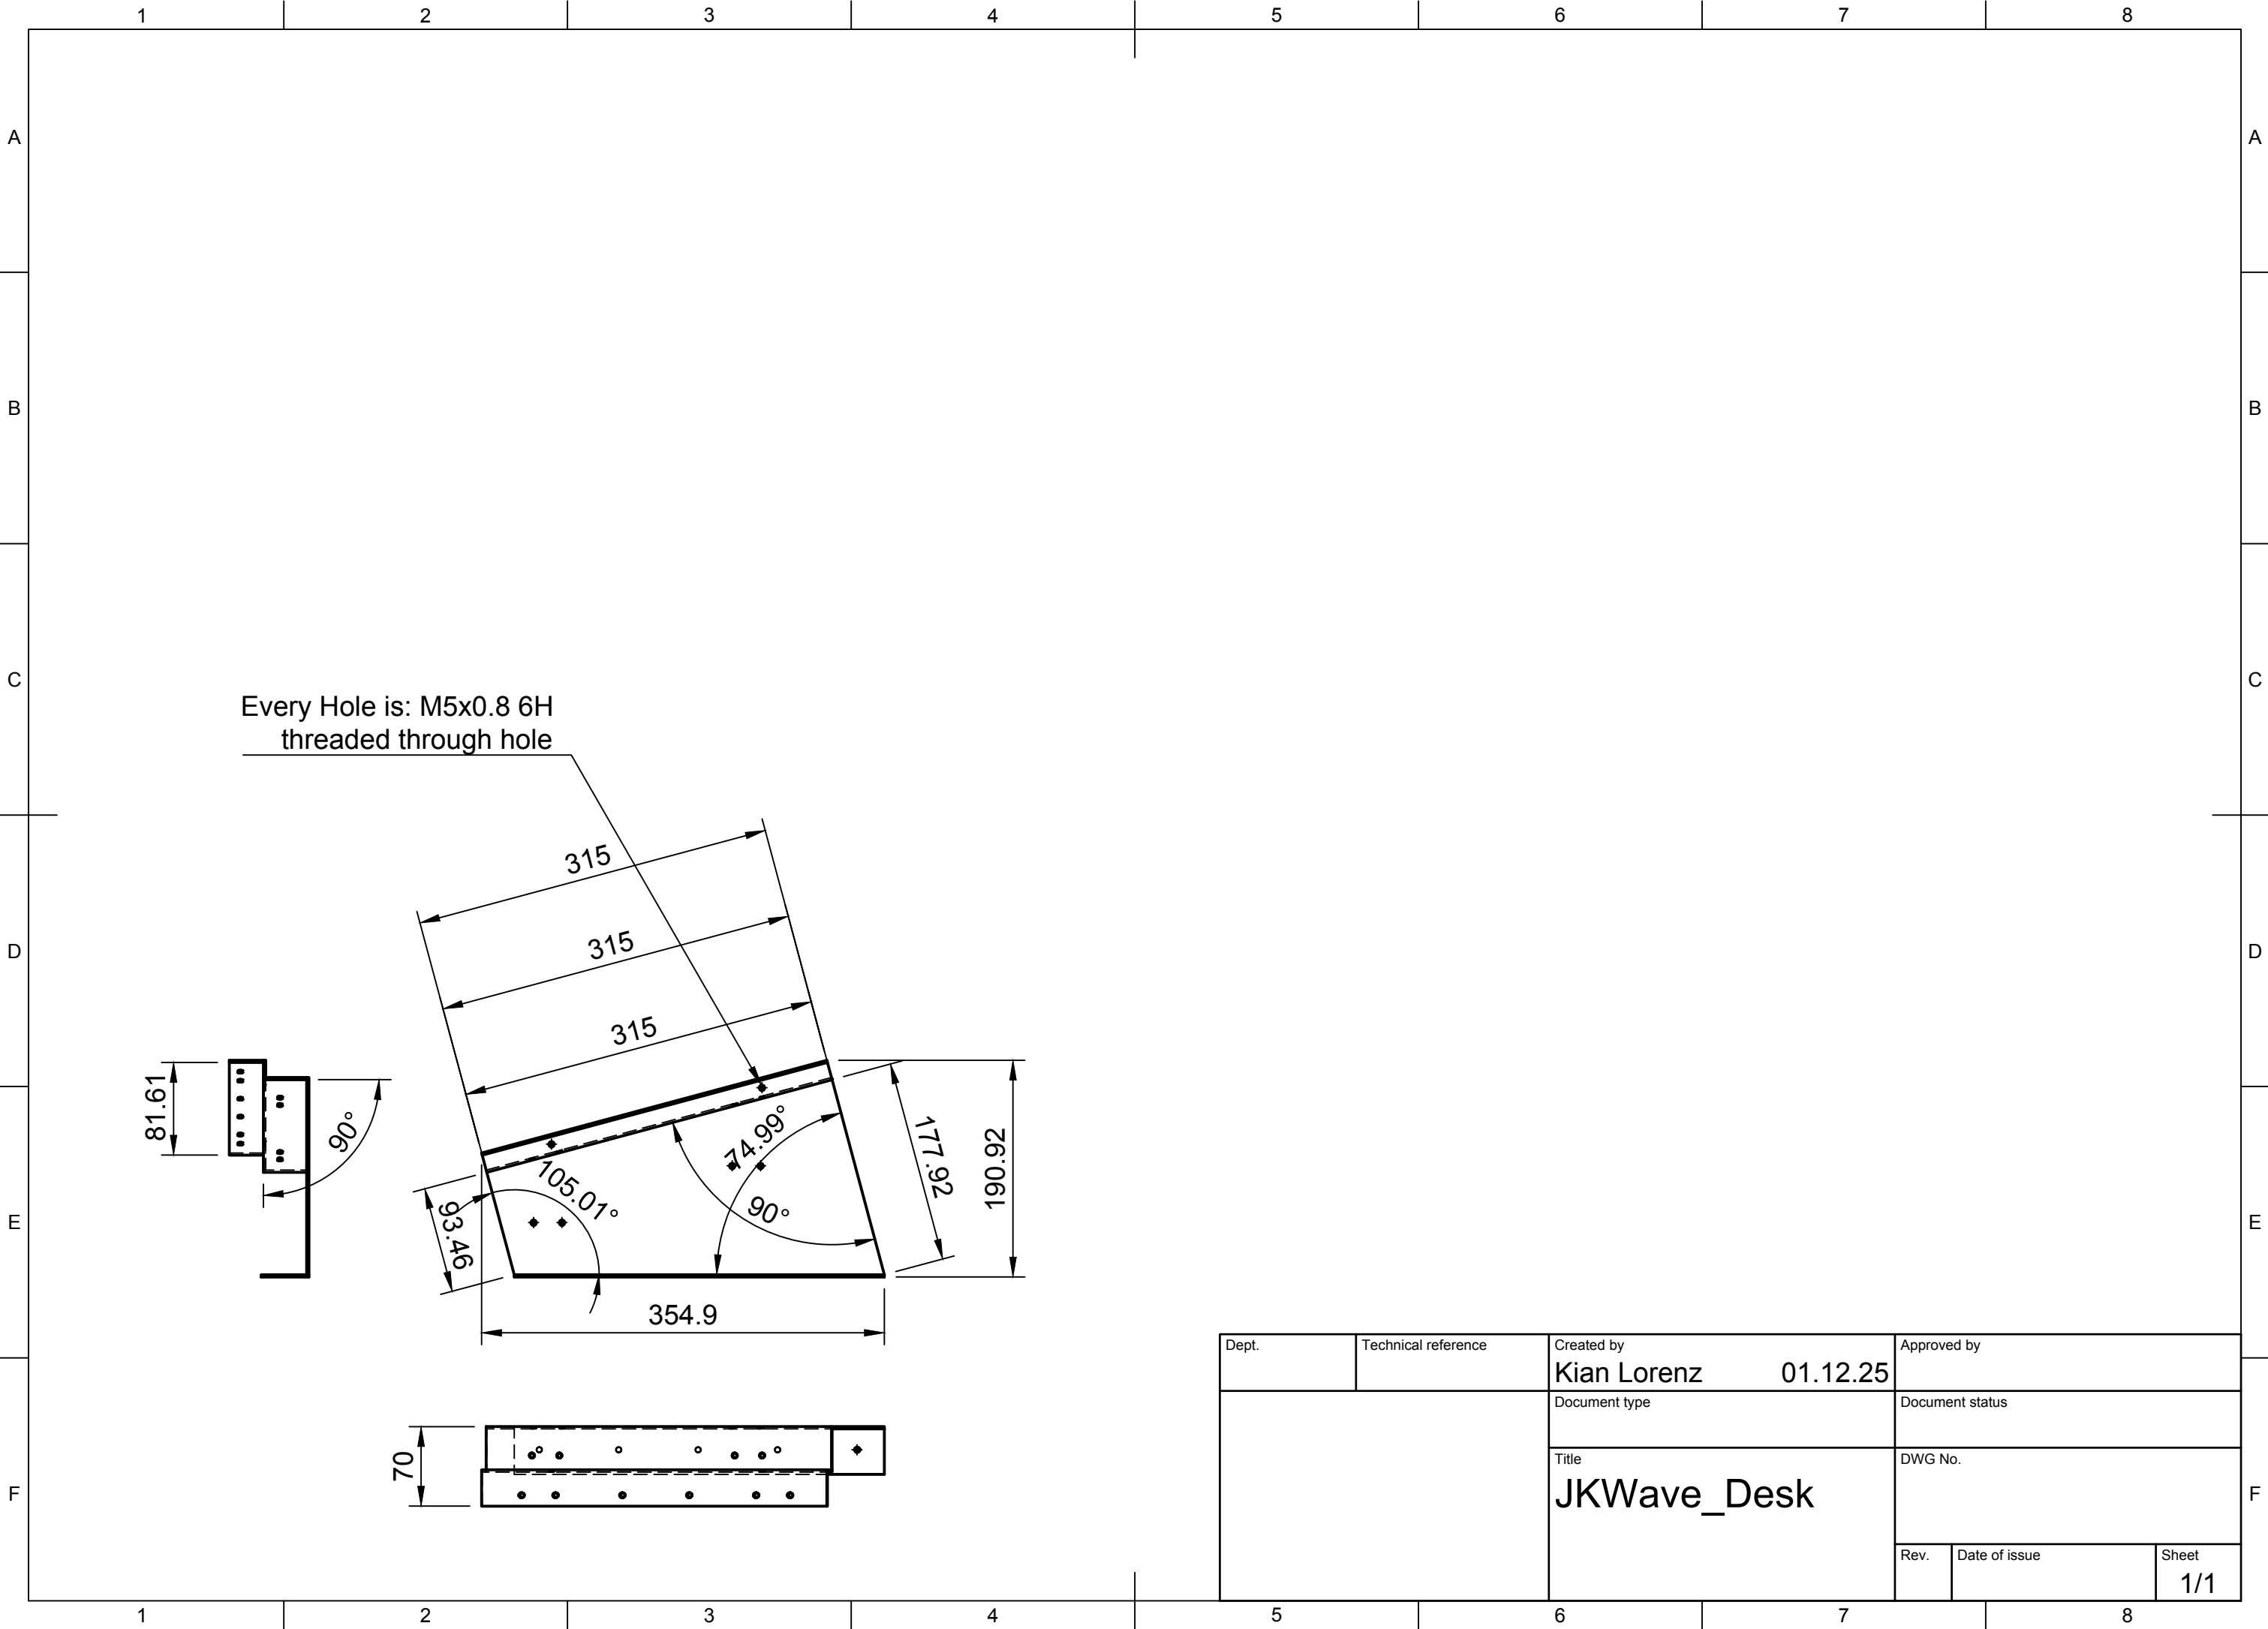 1 2 3 4 5 6 7 8
A A
B B
C C
Every Hole is: M5x0.8 6H
threaded through hole
315
315
D D
315
81.61
90°
74.99°
177.92
190.92
105.01°
90°
93.46
E E
354.9
70
F F
Dept.
Technical reference
Created by
Kian Lorenz 01.12.25
Approved by
Document type
Document status
Title
JKWave_Desk
DWG No.
Rev.
Date of issue
Sheet
1/1
1 2 3 4 5 6 7 8